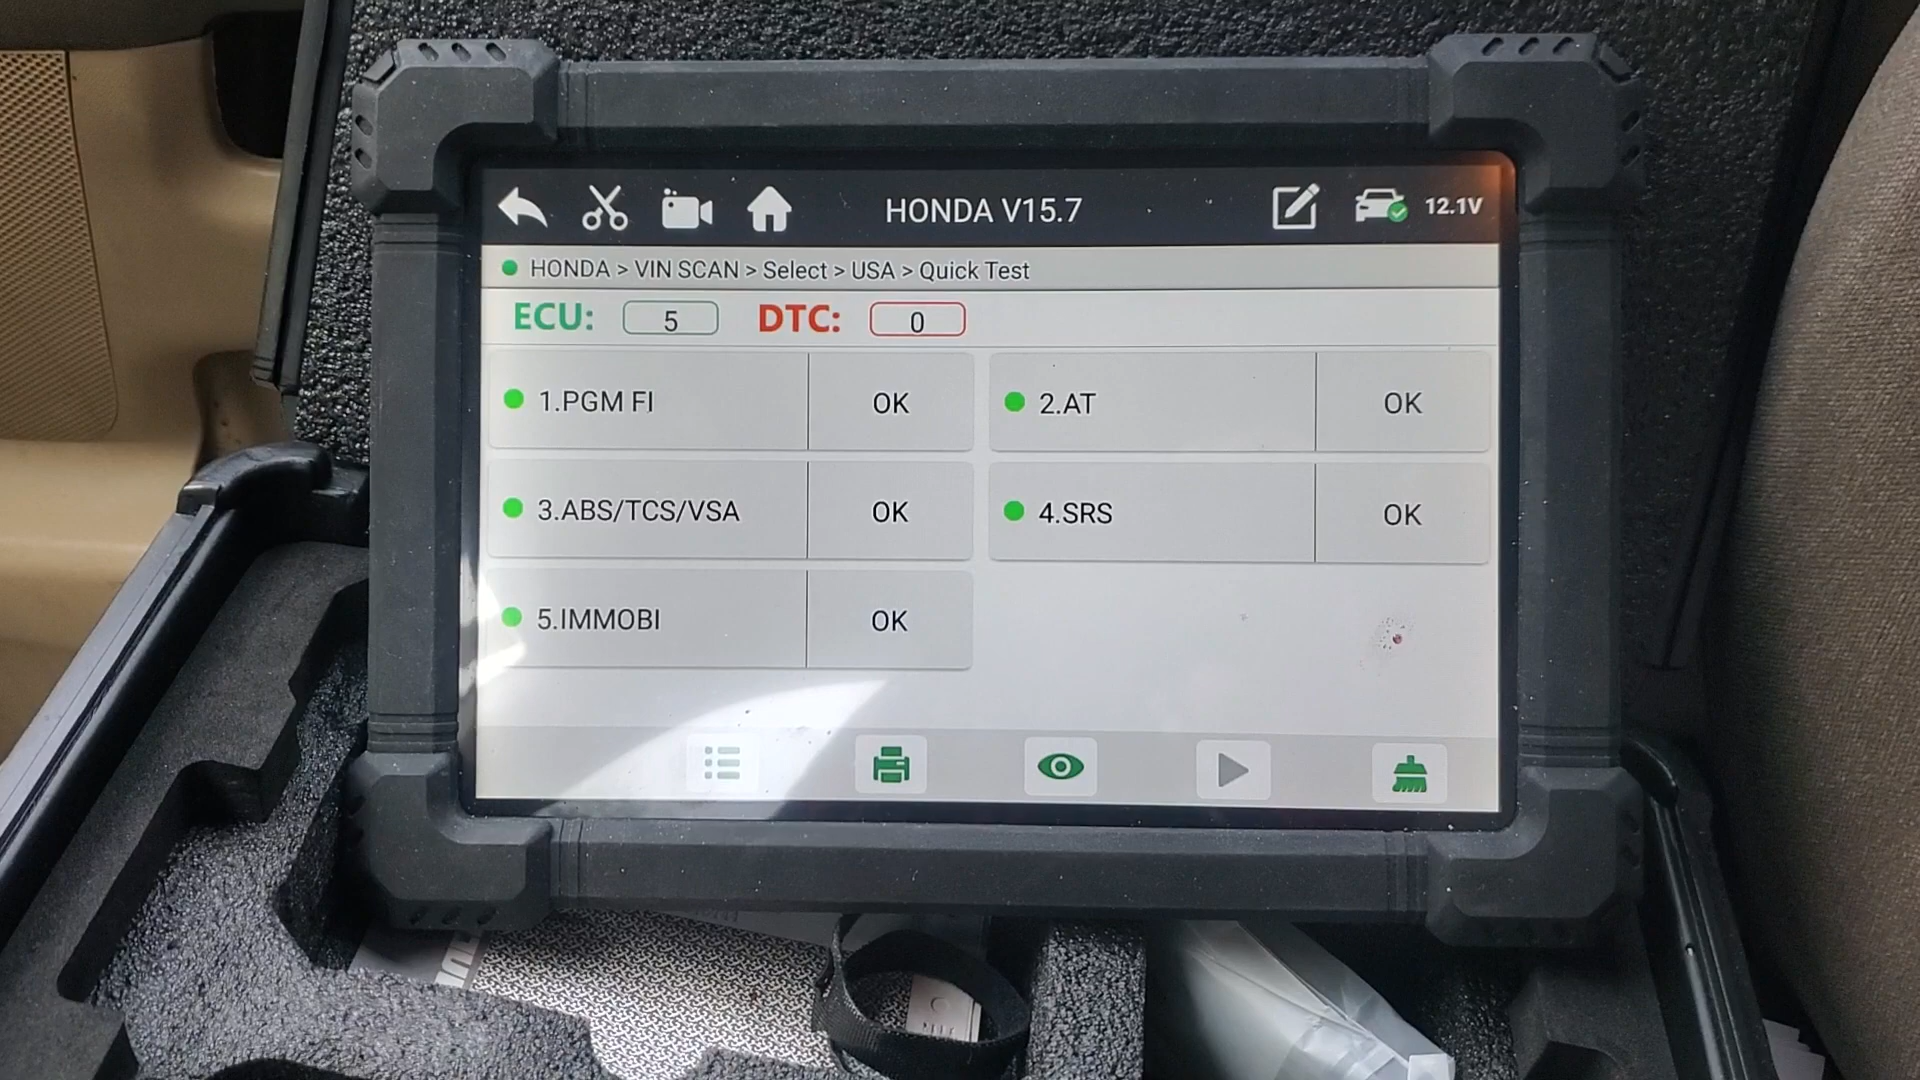 HONDA V15.7
12.1V
HONDA > VIN SCAN > Select > USA > Quick Test
ECU: 5 DTC: 0
1.PGM FI OK
2.AT OK
3.ABS/TCS/VSA OK
4.SRS OK
5.IMMOBI OK